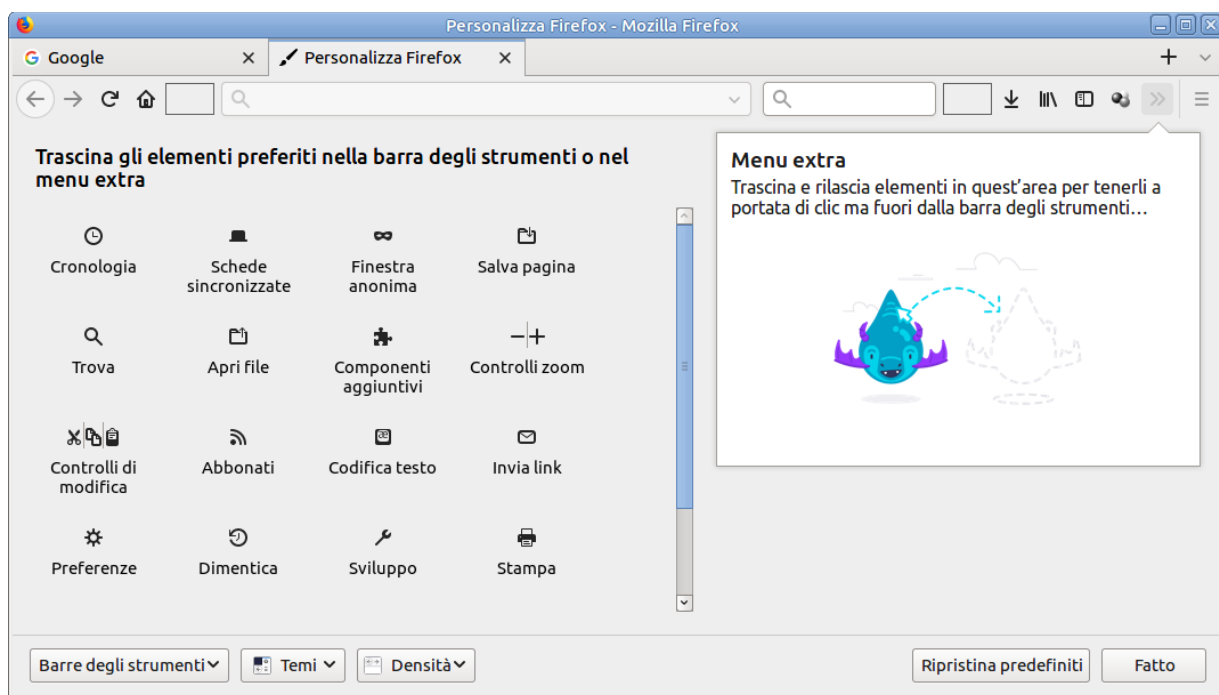 Personalizza Firefox - Mozilla Firefox
Google
Personalizza Firefox
Trascina gli elementi preferiti nella barra degli strumenti o nel
menu extra
Cronologia
Schede
sincronizzate
Finestra
anonima
Salva pagina
Trova
Apri file
Componenti
aggiuntivi
Controlli zoom
Controlli di
modifica
Abbonati
Codifica testo
Invia link
Preferenze
Dimentica
Sviluppo
Stampa
Menu extra
Trascina e rilascia elementi in quest'area per tenerli a
portata di clic ma fuori dalla barra degli strumenti…
Barre degli strumenti
Temi
Densità
Ripristina predefiniti
Fatto